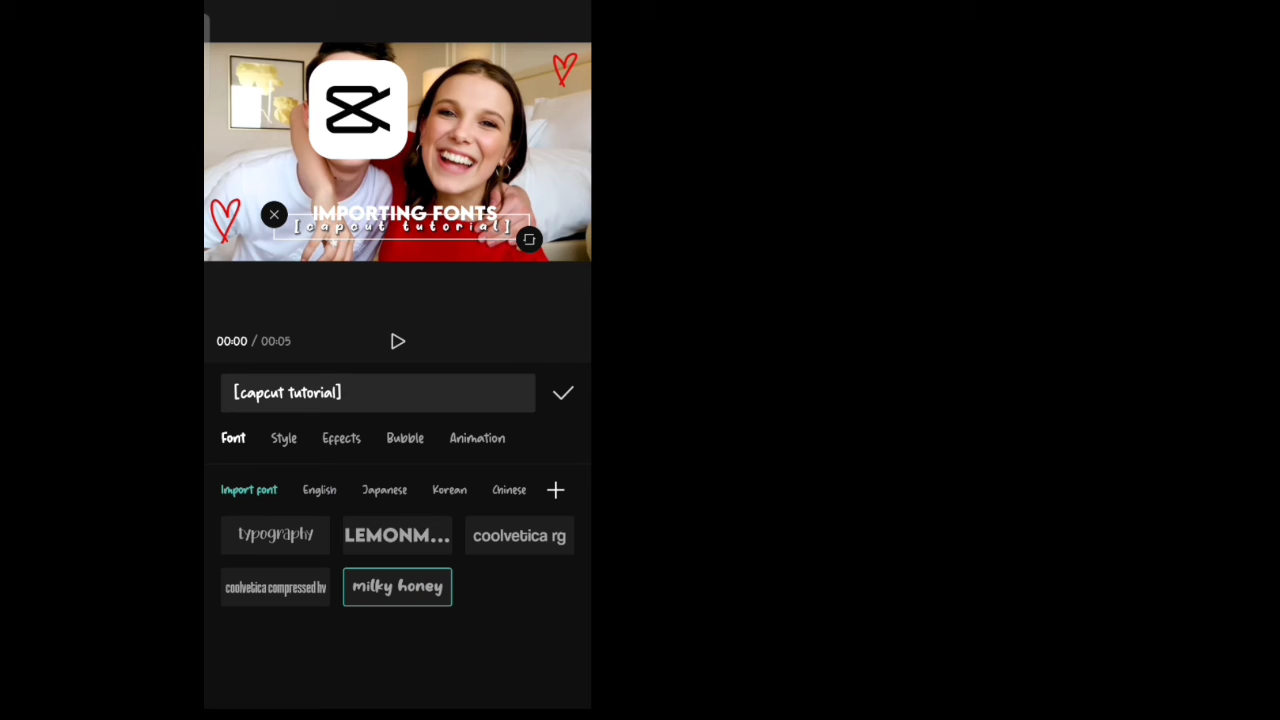 IMPORTING FONTS
[capcut tutorial]
00:00 / 00:05
[capcut tutorial]
Font Style Effects Bubble Animation
Import font English Japanese Korean Chinese
typography LEMONM... coolvetica rg
coolvetica compressed hv milky honey